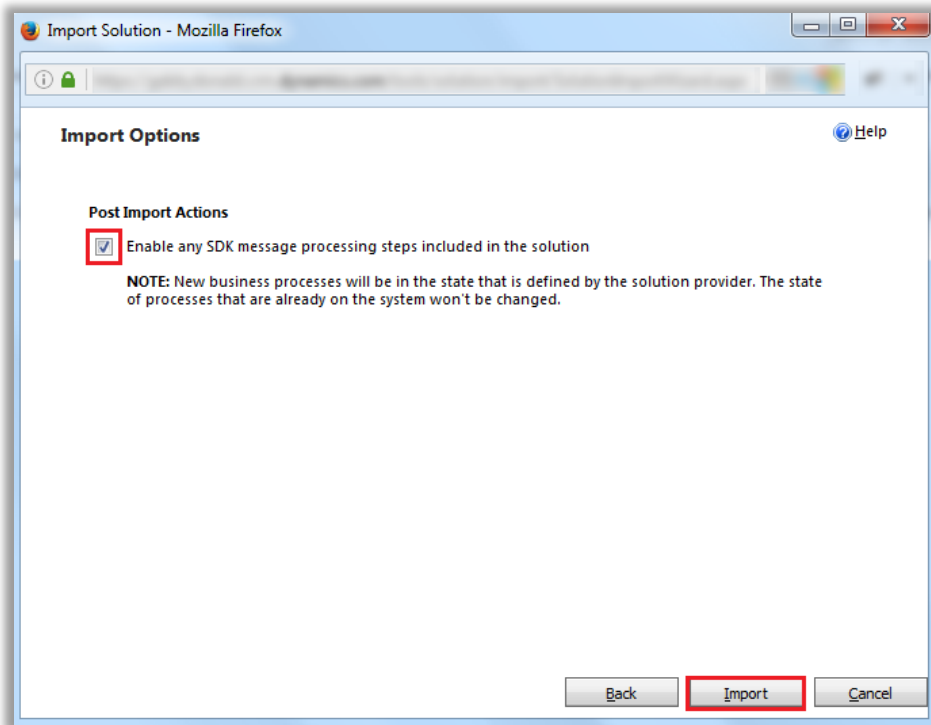 Import Solution - Mozilla Firefox
Import Options
Help
Post Import Actions
Enable any SDK message processing steps included in the solution
NOTE: New business processes will be in the state that is defined by the solution provider. The state
of processes that are already on the system won't be changed.
Back Import Cancel